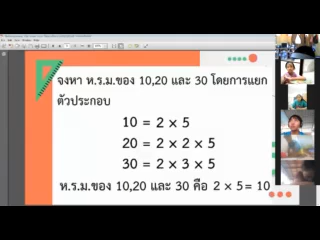 จงหา ห.ร.ม.ของ 10,20 และ 30 โดยการแยก
ตัวประกอบ
10 = 2 × 5
20 = 2 × 2 × 5
30 = 2 × 3 × 5
ห.ร.ม.ของ 10,20 และ 30 คือ 2 × 5 = 10